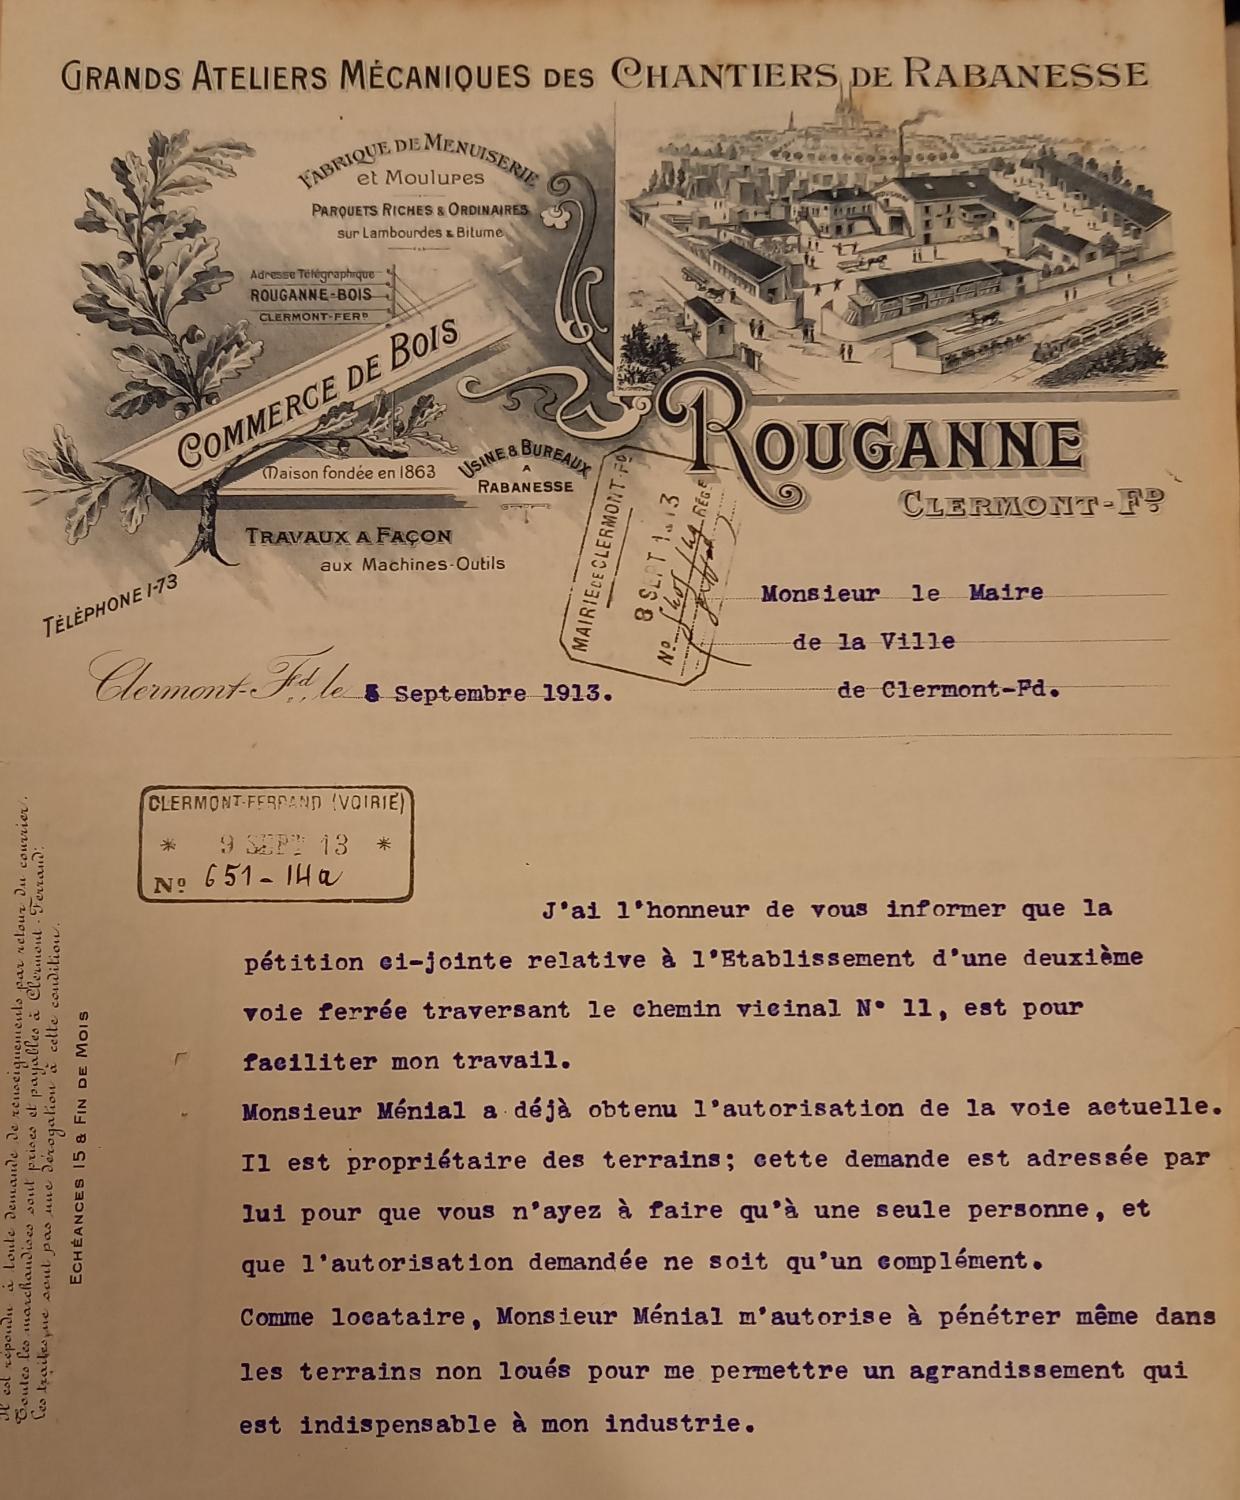 GRANDS ATELIERS MÉCANIQUES DES CHANTIERS DE RABANESSE
FABRIQUE DE MENUISERIE
et Moulures
PARQUETS RICHES & ORDINAIRES
sur Lambourdes & Bitume
Adresse Télégraphique
ROUGANNE-BOIS
CLERMONT-FERD
COMMERCE DE BOIS
Maison fondée en 1863
USINE & BUREAUX
A
RABANESSE
TRAVAUX A FAÇON
aux Machines-Outils
TÉLÉPHONE 1-73
ROUGANNE
CLERMONT-FD
MAIRIE DE CLERMONT-FD
8 SEPT 1913
No
Monsieur le Maire
de la Ville
de Clermont-Fd.
Clermont-Fd, le 5 Septembre 1913.
CLERMONT-FERRAND (VOIRIE)
* 9 SEPT 13 *
No 651-14a
J'ai l'honneur de vous informer que la
pétition ci-jointe relative à l'Etablissement d'une deuxième
voie ferrée traversant le chemin vicinal N° 11, est pour
faciliter mon travail.
Monsieur Ménial a déjà obtenu l'autorisation de la voie actuelle.
Il est propriétaire des terrains; cette demande est adressée par
lui pour que vous n'ayez à faire qu'à une seule personne, et
que l'autorisation demandée ne soit qu'un complément.
Comme locataire, Monsieur Ménial m'autorise à pénétrer même dans
les terrains non loués pour me permettre un agrandissement qui
est indispensable à mon industrie.
Il est répondu à toute demande de renseignements par retour du courrier.
Toutes les marchandises sont prises et payables à Clermont-Ferrand.
Les traites ne sont pas une dérogation à cette condition.
ECHÉANCES 15 & FIN DE MOIS